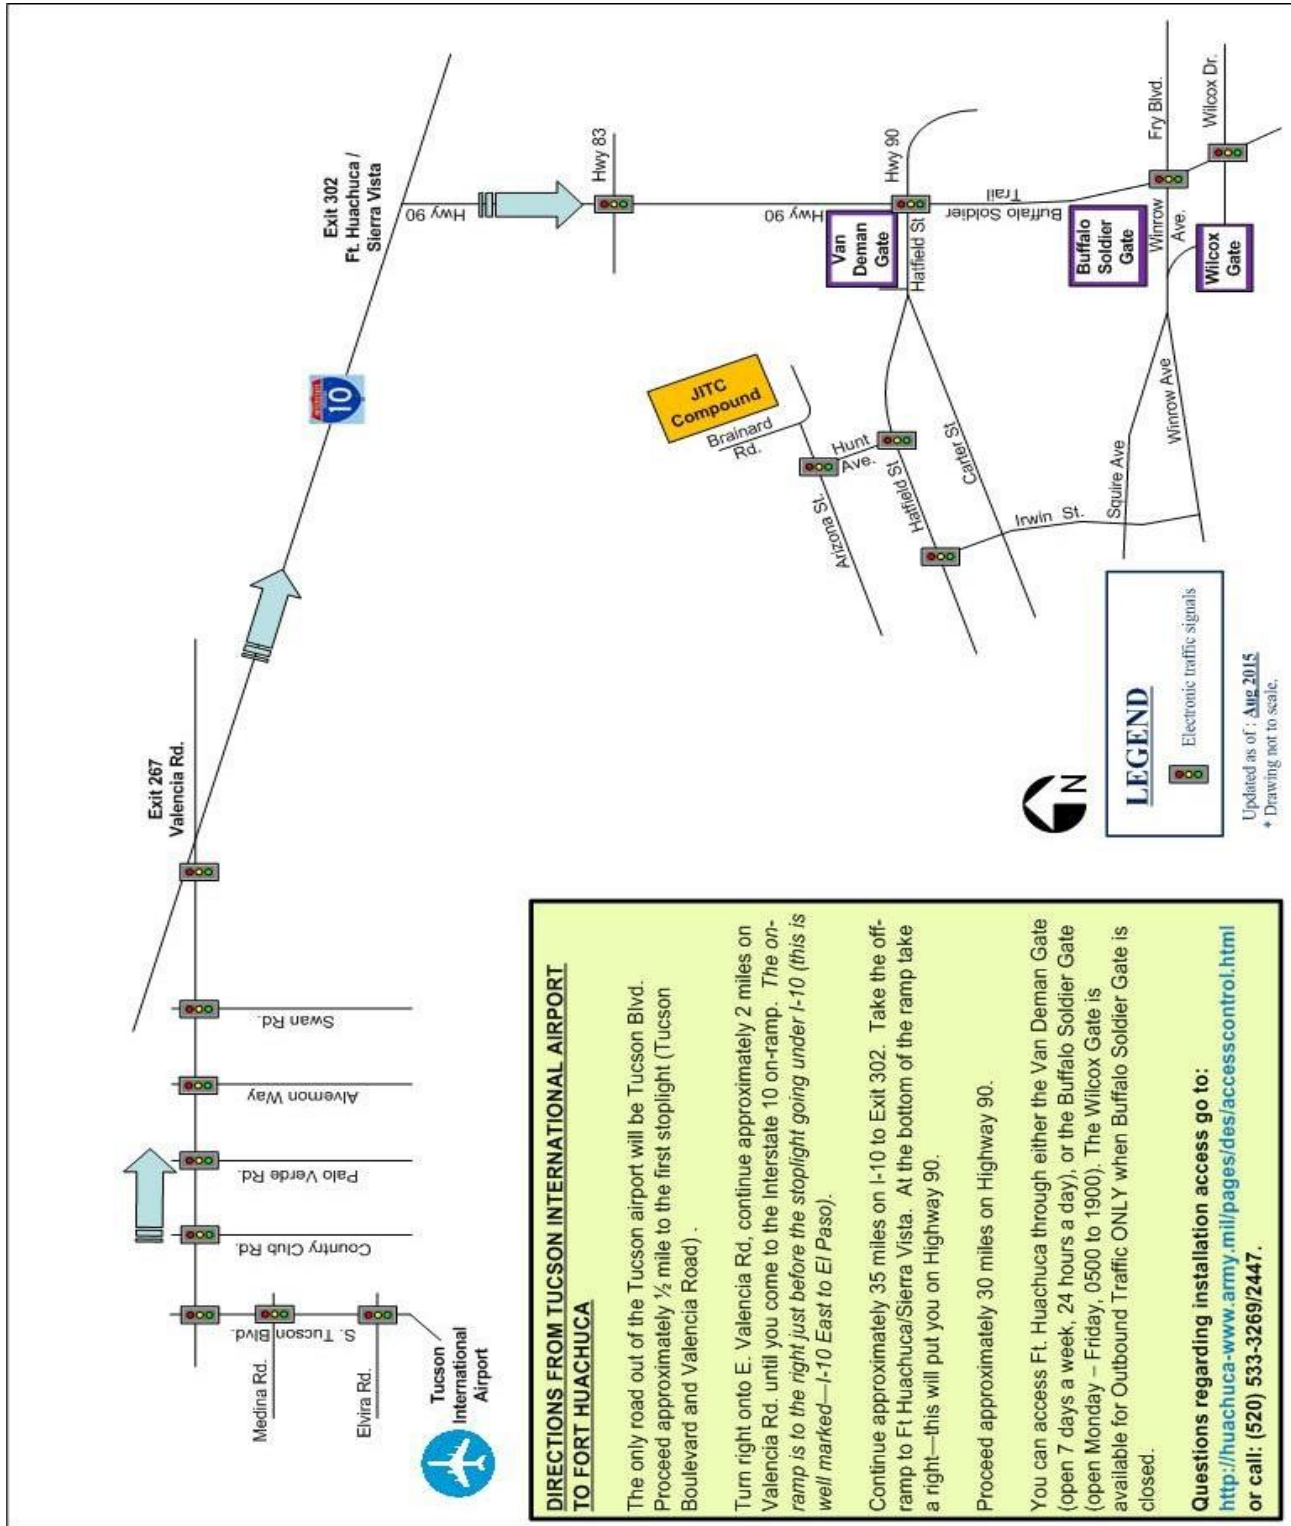 Exit 267
Valencia Rd.
Exit 302
Ft. Huachuca /
Sierra Vista
10
Hwy 90
Hwy 83
Swan Rd.
Alvernon Way
Palo Verde Rd.
Country Club Rd.
S. Tucson Blvd.
Medina Rd.
Elvira Rd.
Tucson
International
Airport
Hwy 90
Van
Deman
Gate
Hwy 90
Hatfield St
Buffalo Soldier
Trail
JITC
Compound
Brainard
Rd.
Hunt
Ave.
Arizona St.
Hatfield St.
Carter St.
Irwin St.
Buffalo
Soldier
Gate
Winrow
Ave.
Fry Blvd.
Wilcox
Gate
Wilcox Dr.
Squire Ave
Winrow Ave
DIRECTIONS FROM TUCSON INTERNATIONAL AIRPORT
TO FORT HUACHUCA
The only road out of the Tucson airport will be Tucson Blvd.
Proceed approximately ½ mile to the first stoplight (Tucson
Boulevard and Valencia Road) .
Turn right onto E. Valencia Rd, continue approximately 2 miles on
Valencia Rd. until you come to the Interstate 10 on-ramp. The on-
ramp is to the right just before the stoplight going under I-10 (this is
well marked—I-10 East to El Paso).
Continue approximately 35 miles on I-10 to Exit 302. Take the off-
ramp to Ft Huachuca/Sierra Vista. At the bottom of the ramp take
a right—this will put you on Highway 90.
Proceed approximately 30 miles on Highway 90.
You can access Ft. Huachuca through either the Van Deman Gate
(open 7 days a week, 24 hours a day), or the Buffalo Soldier Gate
(open Monday – Friday, 0500 to 1900). The Wilcox Gate is
available for Outbound Traffic ONLY when Buffalo Soldier Gate is
closed.
Questions regarding installation access go to:
http://huachuca-www.army.mil/pages/des/accesscontrol.html
or call: (520) 533-3269/2447.
N
LEGEND
Electronic traffic signals
Updated as of : Aug 2015
* Drawing not to scale.